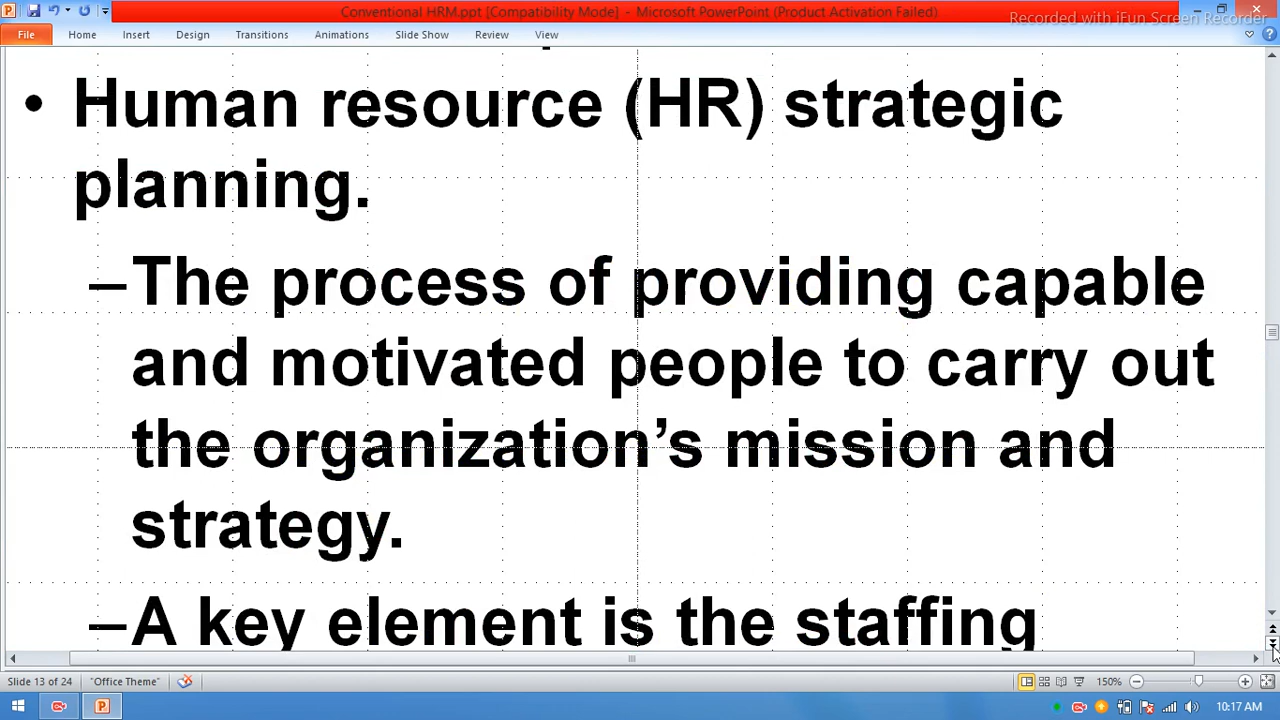 Conventional HRM.ppt [Compatibility Mode] - Microsoft PowerPoint (Product Activation Failed)
Recorded with iFun Screen Recorder
File Home Insert Design Transitions Animations Slide Show Review View
• Human resource (HR) strategic
planning.
–The process of providing capable
and motivated people to carry out
the organization’s mission and
strategy.
–A key element is the staffing
Slide 13 of 24 "Office Theme" 150%
10:17 AM